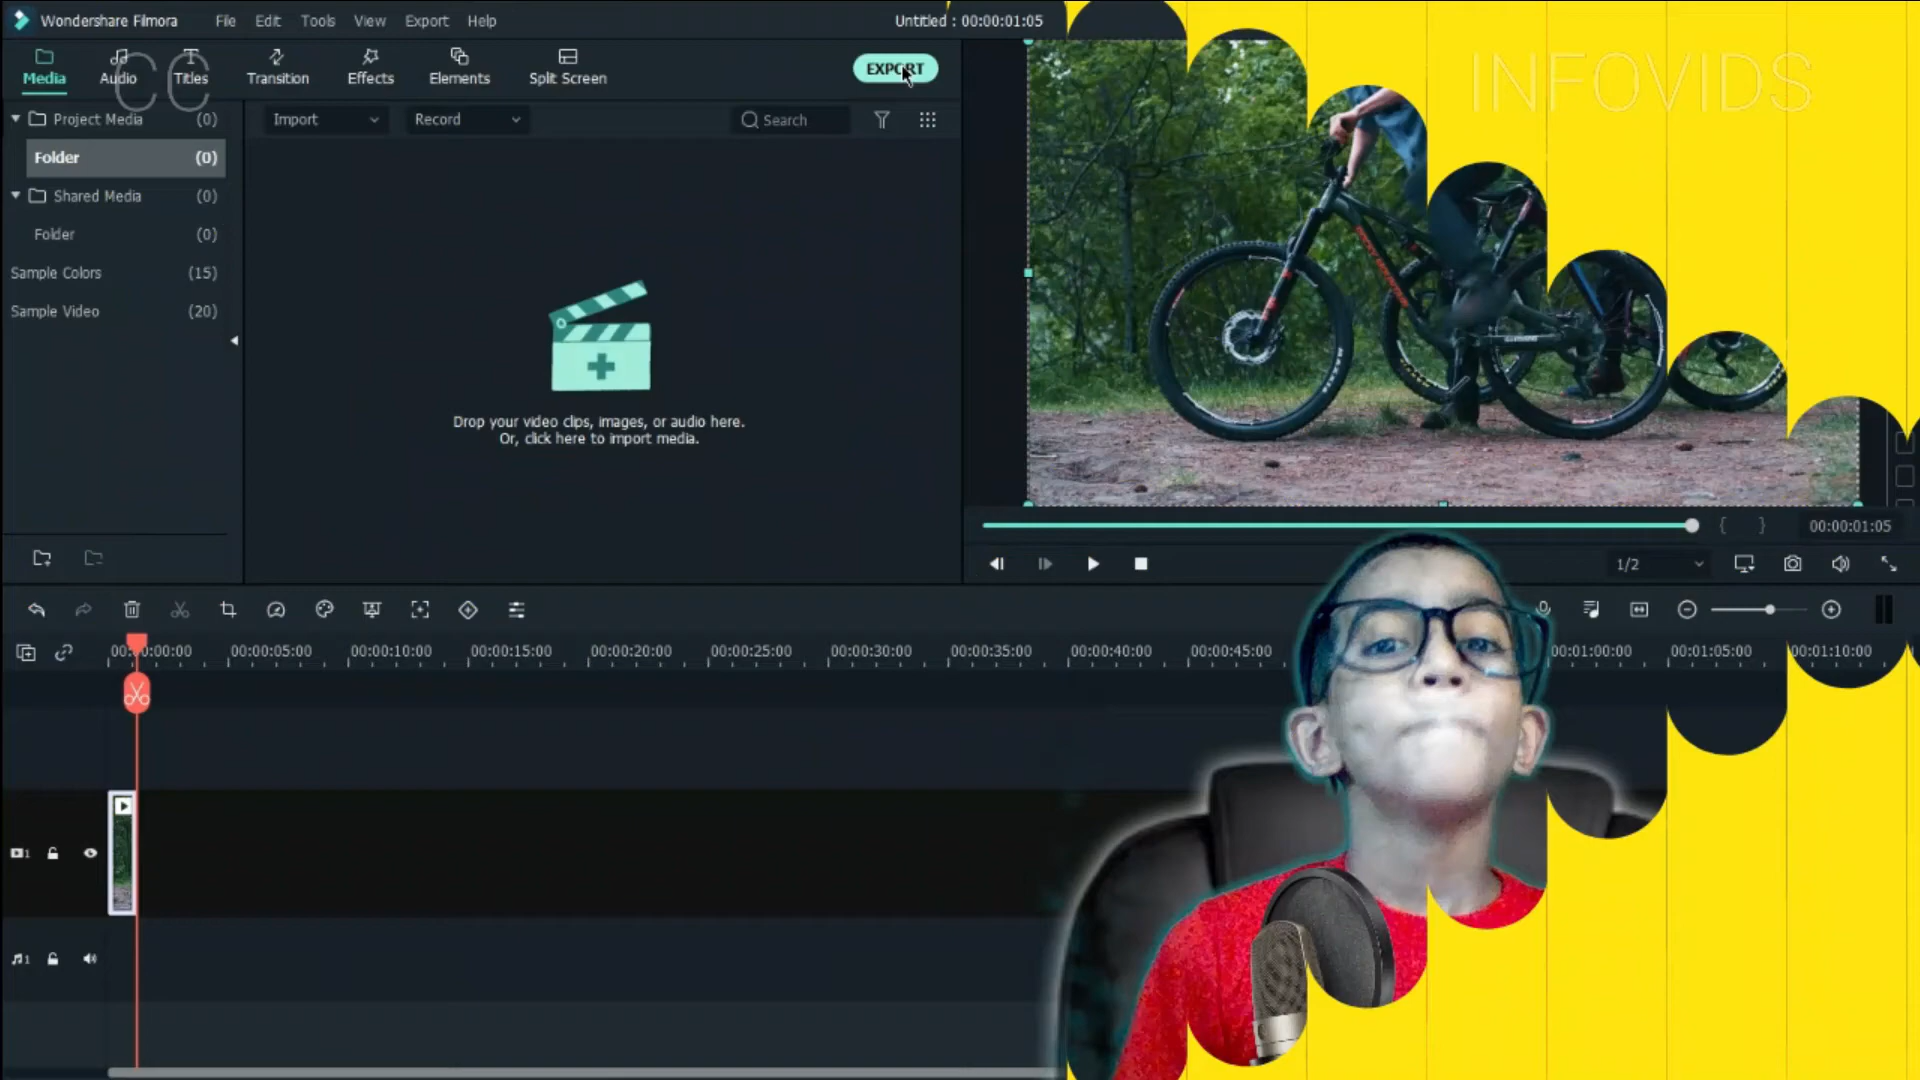 Wondershare Filmora File Edit Tools View Export Help Untitled : 00:00:01:05
CC
INFOVIDS
Media Audio Titles Transition Effects Elements Split Screen EXPORT
Project Media (0) Import Record Search
Folder (0)
Shared Media (0)
Folder (0)
Sample Colors (15)
Sample Video (20)
Drop your video clips, images, or audio here.
Or, click here to import media.
{ } 00:00:01:05
1/2
00:00:05:00 00:00:10:00 00:00:15:00 00:00:20:00 00:00:25:00 00:00:30:00 00:00:35:00 00:00:40:00 00:00:45:00 00:01:00:00 00:01:05:00 00:01:10:00
1
1